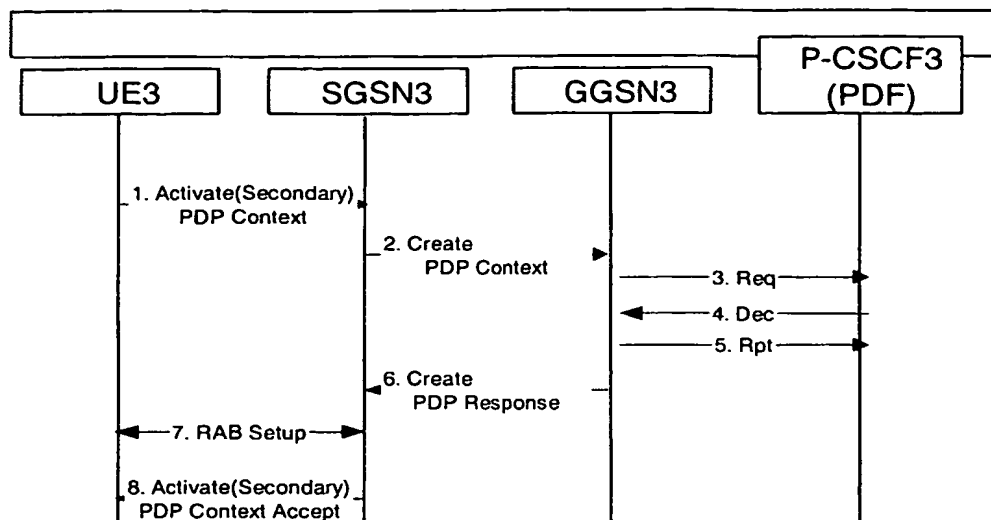 UE3
SGSN3
GGSN3
P-CSCF3
(PDF)
1. Activate(Secondary)
PDP Context
2. Create
PDP Context
3. Req
4. Dec
5. Rpt
6. Create
PDP Response
7. RAB Setup
8. Activate(Secondary)
PDP Context Accept